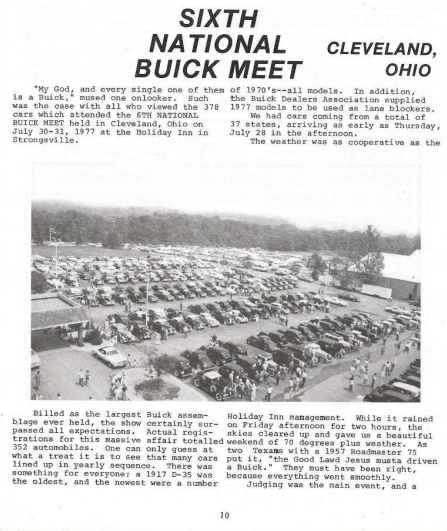 SIXTH
NATIONAL
BUICK MEET
CLEVELAND,
OHIO
"My God, and every single one of them
is a Buick," mused one onlooker. Such
was the case with all who viewed the 378
cars which attended the 6TH NATIONAL
BUICK MEET held in Cleveland, Ohio on
July 30-31, 1977 at the Holiday Inn in
Strongsville.
of 1970's--all models. In addition,
the Buick Dealers Association supplied
1977 models to be used as lane blockers.
We had cars coming from a total of
37 states, arriving as early as Thursday,
July 28 in the afternoon.
The weather was as cooperative as the
Billed as the largest Buick assem-
blage ever held, the show certainly sur-
passed all expectations. Actual regis-
trations for this massive affair totalled
352 automobiles. One can only guess at
what a treat it is to see that many cars
lined up in yearly sequence. There was
something for everyone; a 1917 D-35 was
the oldest, and the newest were a number
Holiday Inn management. While it rained
on Friday afternoon for two hours, the
skies cleared up and gave us a beautiful
weekend of 70 degrees plus weather. As
two Texans with a 1957 Roadmaster 75
put it, "the Good Lawd Jesus musta driven
a Buick." They must have been right,
because everything went smoothly.
Judging was the main event, and a
10